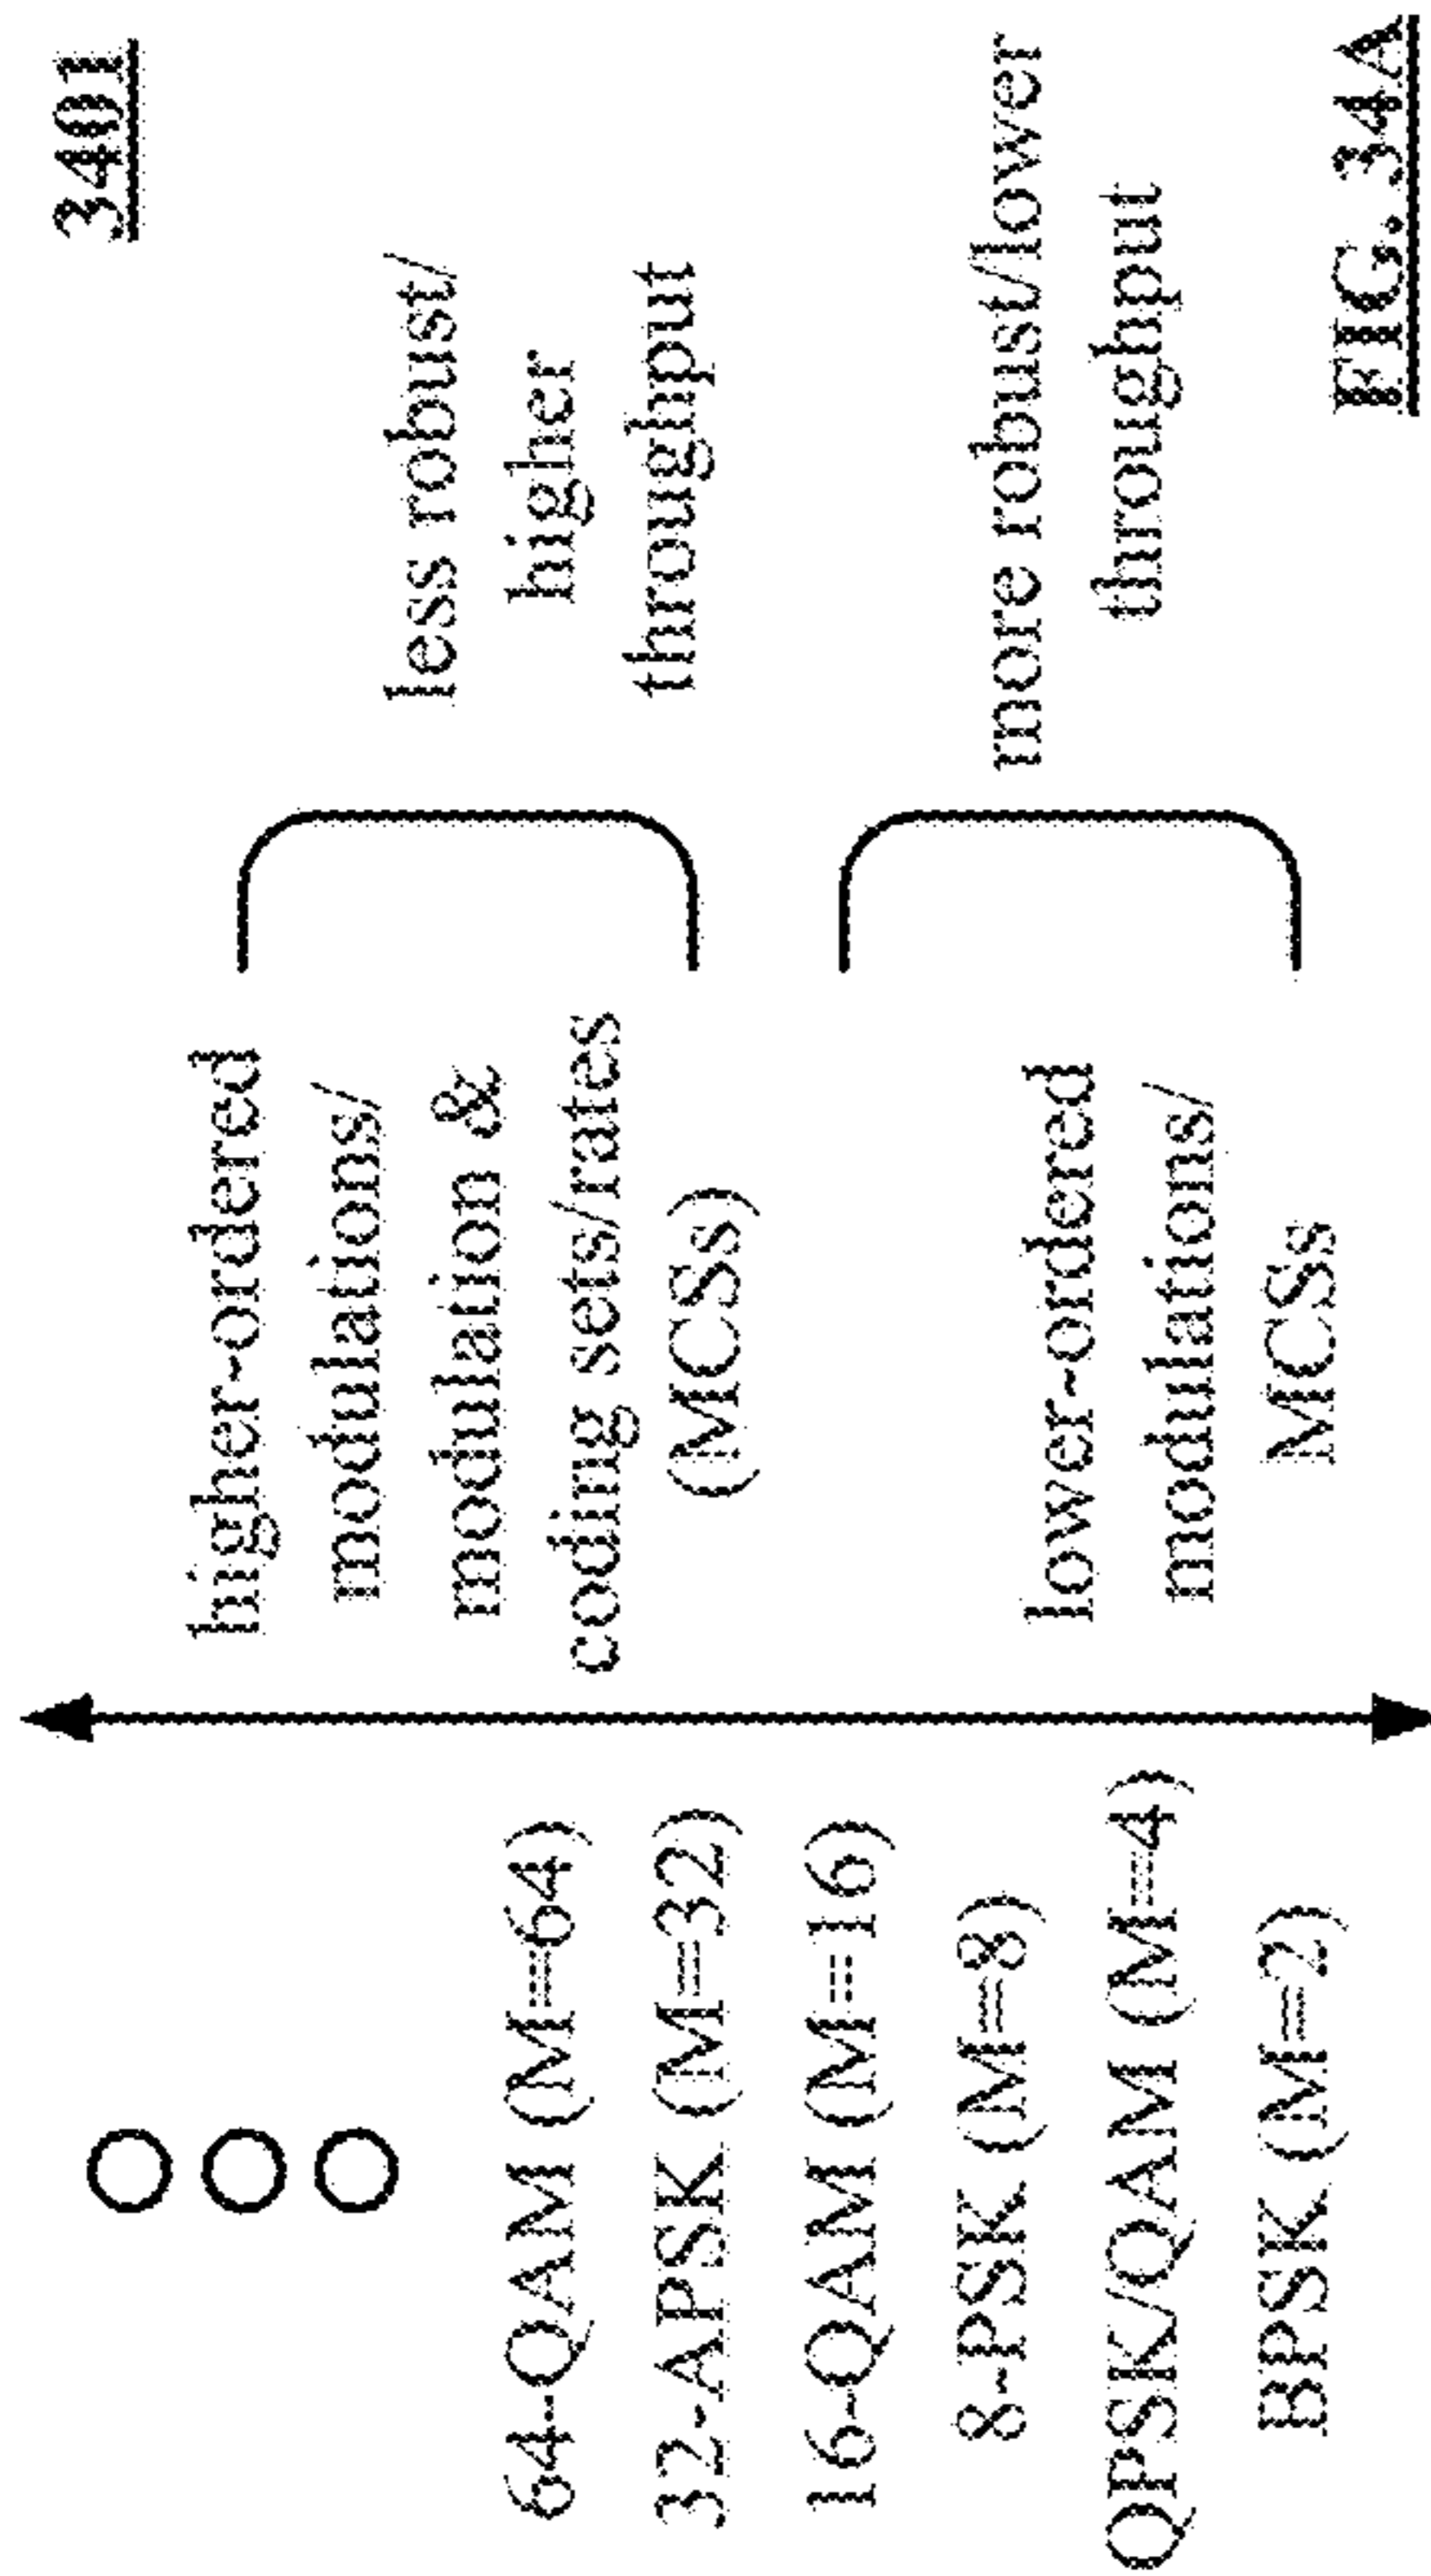 3401
64-QAM (M=64)
32-APSK (M=32)
16-QAM (M=16)
8-PSK (M=8)
QPSK/QAM (M=4)
BPSK (M=2)
higher-ordered
modulations/
modulation &
coding sets/rates
(MCSs)
lower-ordered
modulations/
MCSs
less robust/
higher
throughput
more robust/lower
throughput
FIG. 34A